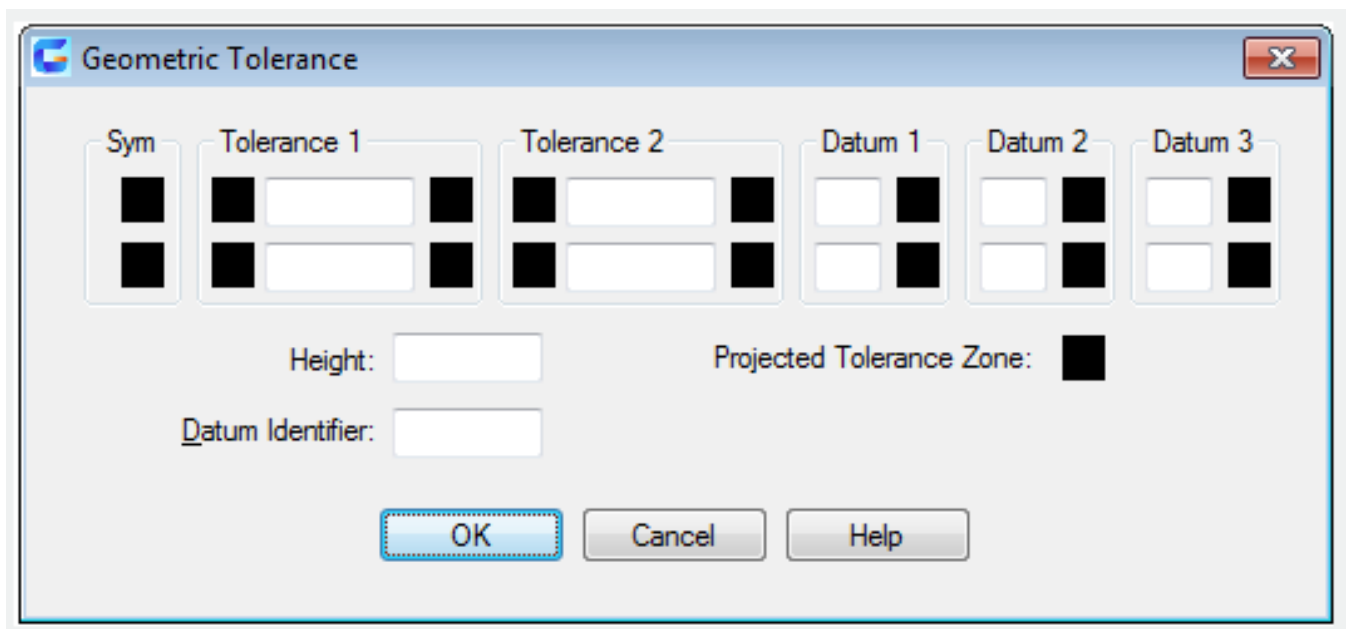 Geometric Tolerance
Sym Tolerance 1 Tolerance 2 Datum 1 Datum 2 Datum 3
Height: Projected Tolerance Zone:
Datum Identifier:
OK Cancel Help